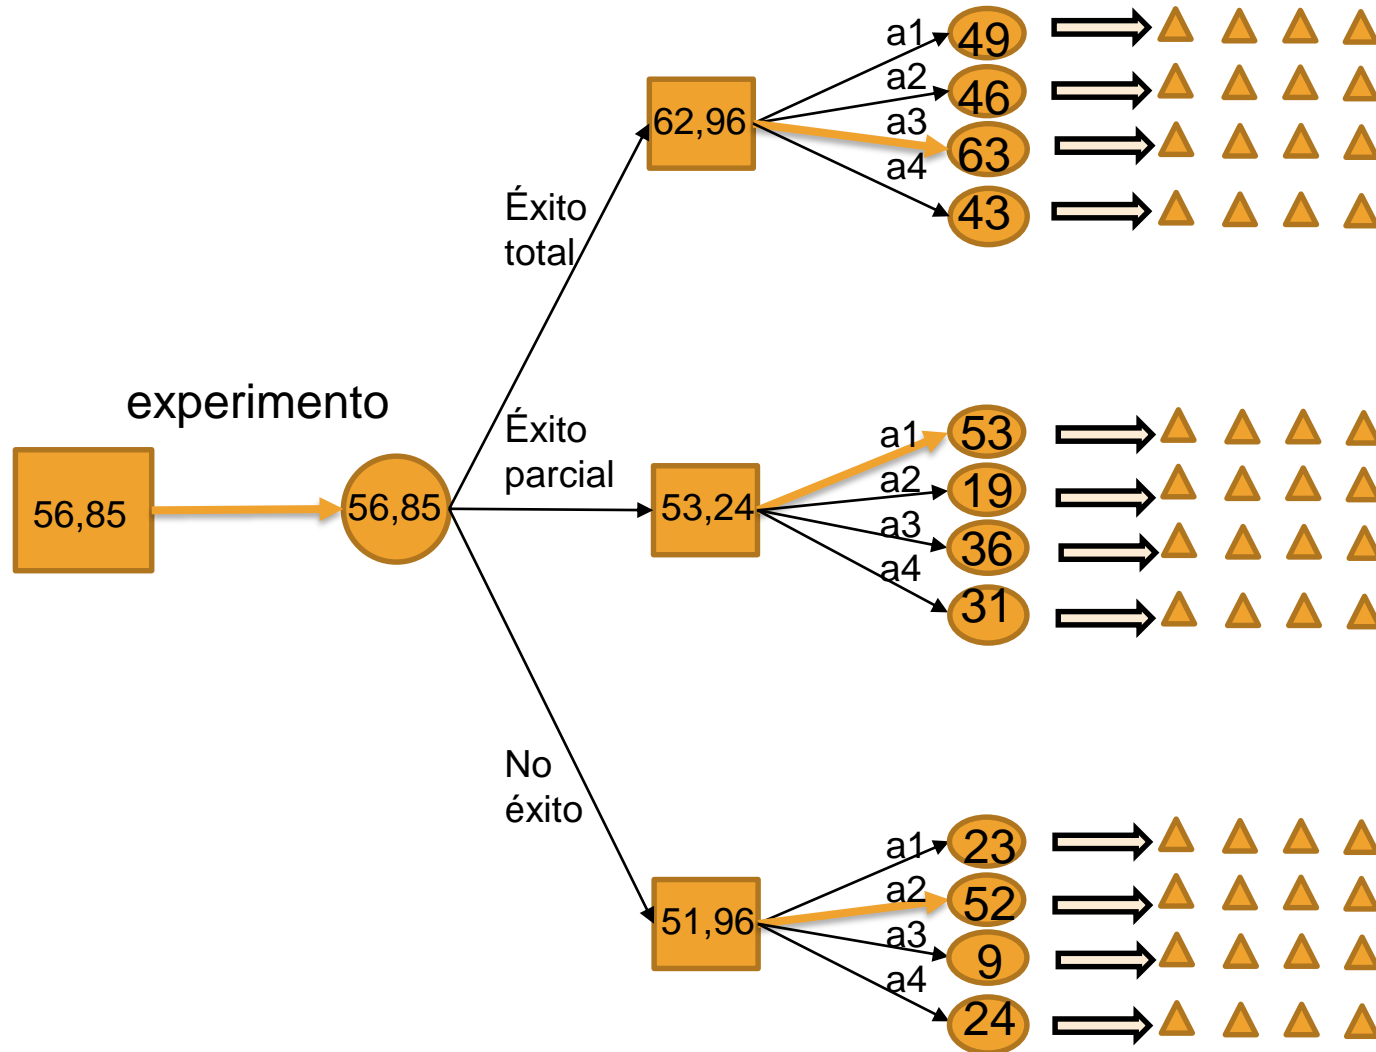 a1
49
a2
46
62,96
a3
63
a4
43
Éxito
total
experimento
Éxito
parcial
a1
53
a2
19
56,85
56,85
53,24
a3
36
a4
31
No
éxito
a1
23
a2
52
51,96
a3
9
a4
24